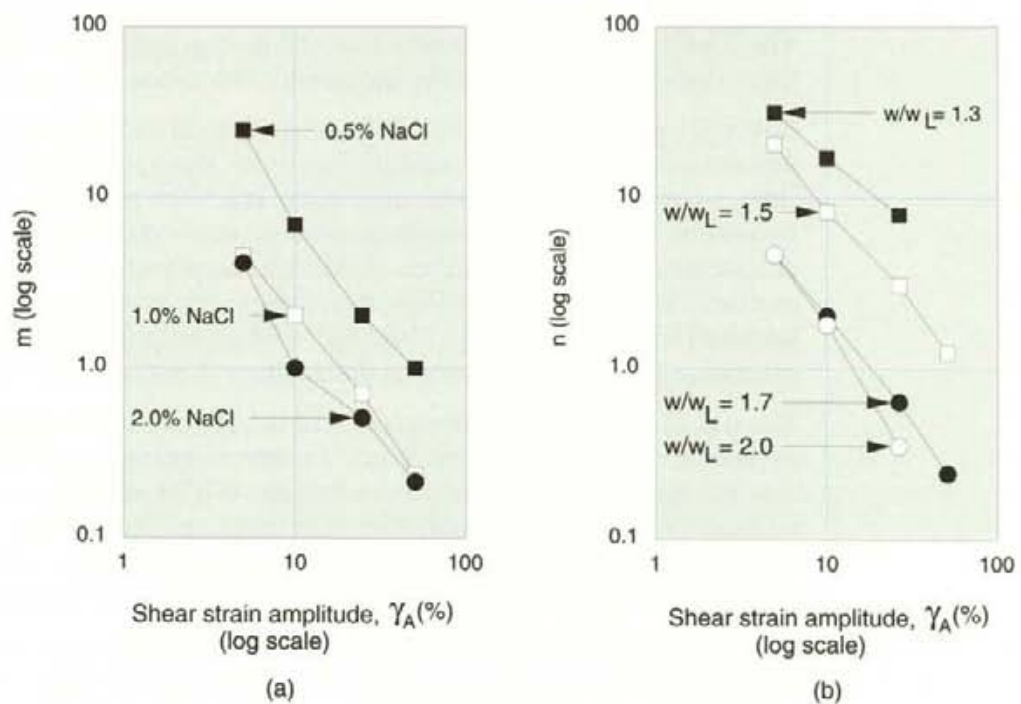 100
10
1.0
0.1
m (log scale)
0.5% NaCl
1.0% NaCl
2.0% NaCl
1
10
100
Shear strain amplitude, γA(%)
(log scale)
(a)
100
10
1.0
0.1
n (log scale)
w/wL= 1.3
w/wL= 1.5
w/wL= 1.7
w/wL= 2.0
1
10
100
Shear strain amplitude, γA(%)
(log scale)
(b)